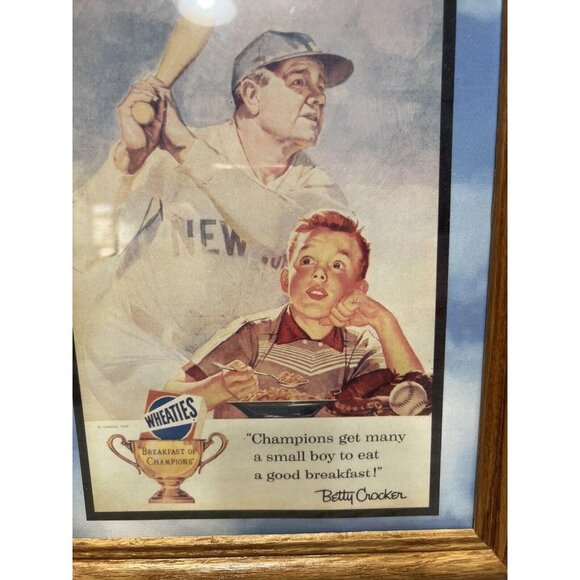 NEW
WHEATIES
"BREAKFAST OF
CHAMPIONS"
"Champions get many
a small boy to eat
a good breakfast!"
Betty Crocker